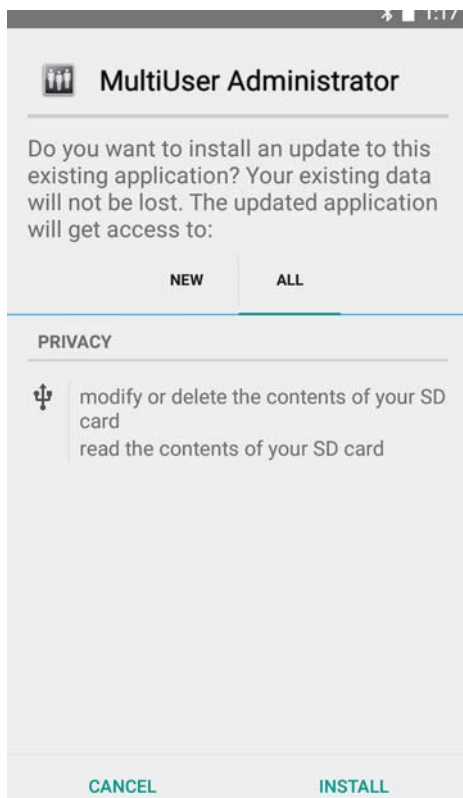 1:17
MultiUser Administrator
Do you want to install an update to this
existing application? Your existing data
will not be lost. The updated application
will get access to:
NEW ALL
PRIVACY
modify or delete the contents of your SD
card
read the contents of your SD card
CANCEL INSTALL